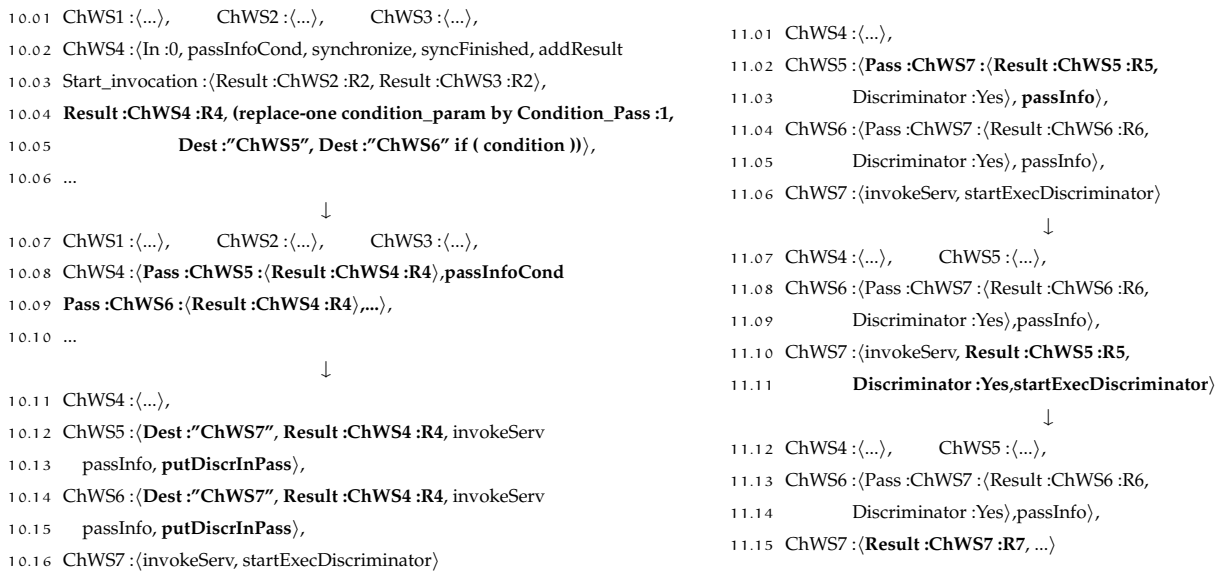 10.01 ChWS1 :⟨...⟩, ChWS2 :⟨...⟩, ChWS3 :⟨...⟩,
10.02 ChWS4 :⟨In :0, passInfoCond, synchronize, syncFinished, addResult
10.03 Start_invocation :⟨Result :ChWS2 :R2, Result :ChWS3 :R2⟩,
10.04 Result :ChWS4 :R4, (replace-one condition_param by Condition_Pass :1,
10.05 Dest :”ChWS5”, Dest :”ChWS6” if ( condition ))⟩,
10.06 ...
↓
10.07 ChWS1 :⟨...⟩, ChWS2 :⟨...⟩, ChWS3 :⟨...⟩,
10.08 ChWS4 :⟨Pass :ChWS5 :⟨Result :ChWS4 :R4⟩,passInfoCond
10.09 Pass :ChWS6 :⟨Result :ChWS4 :R4⟩,...⟩,
10.10 ...
↓
10.11 ChWS4 :⟨...⟩,
10.12 ChWS5 :⟨Dest :”ChWS7”, Result :ChWS4 :R4, invokeServ
10.13 passInfo, putDiscrInPass⟩,
10.14 ChWS6 :⟨Dest :”ChWS7”, Result :ChWS4 :R4, invokeServ
10.15 passInfo, putDiscrInPass⟩,
10.16 ChWS7 :⟨invokeServ, startExecDiscriminator⟩
11.01 ChWS4 :⟨...⟩,
11.02 ChWS5 :⟨Pass :ChWS7 :⟨Result :ChWS5 :R5,
11.03 Discriminator :Yes⟩, passInfo⟩,
11.04 ChWS6 :⟨Pass :ChWS7 :⟨Result :ChWS6 :R6,
11.05 Discriminator :Yes⟩, passInfo⟩,
11.06 ChWS7 :⟨invokeServ, startExecDiscriminator⟩
↓
11.07 ChWS4 :⟨...⟩, ChWS5 :⟨...⟩,
11.08 ChWS6 :⟨Pass :ChWS7 :⟨Result :ChWS6 :R6,
11.09 Discriminator :Yes⟩,passInfo⟩,
11.10 ChWS7 :⟨invokeServ, Result :ChWS5 :R5,
11.11 Discriminator :Yes,startExecDiscriminator⟩
↓
11.12 ChWS4 :⟨...⟩, ChWS5 :⟨...⟩,
11.13 ChWS6 :⟨Pass :ChWS7 :⟨Result :ChWS6 :R6,
11.14 Discriminator :Yes⟩,passInfo⟩,
11.15 ChWS7 :⟨Result :ChWS7 :R7, ...⟩